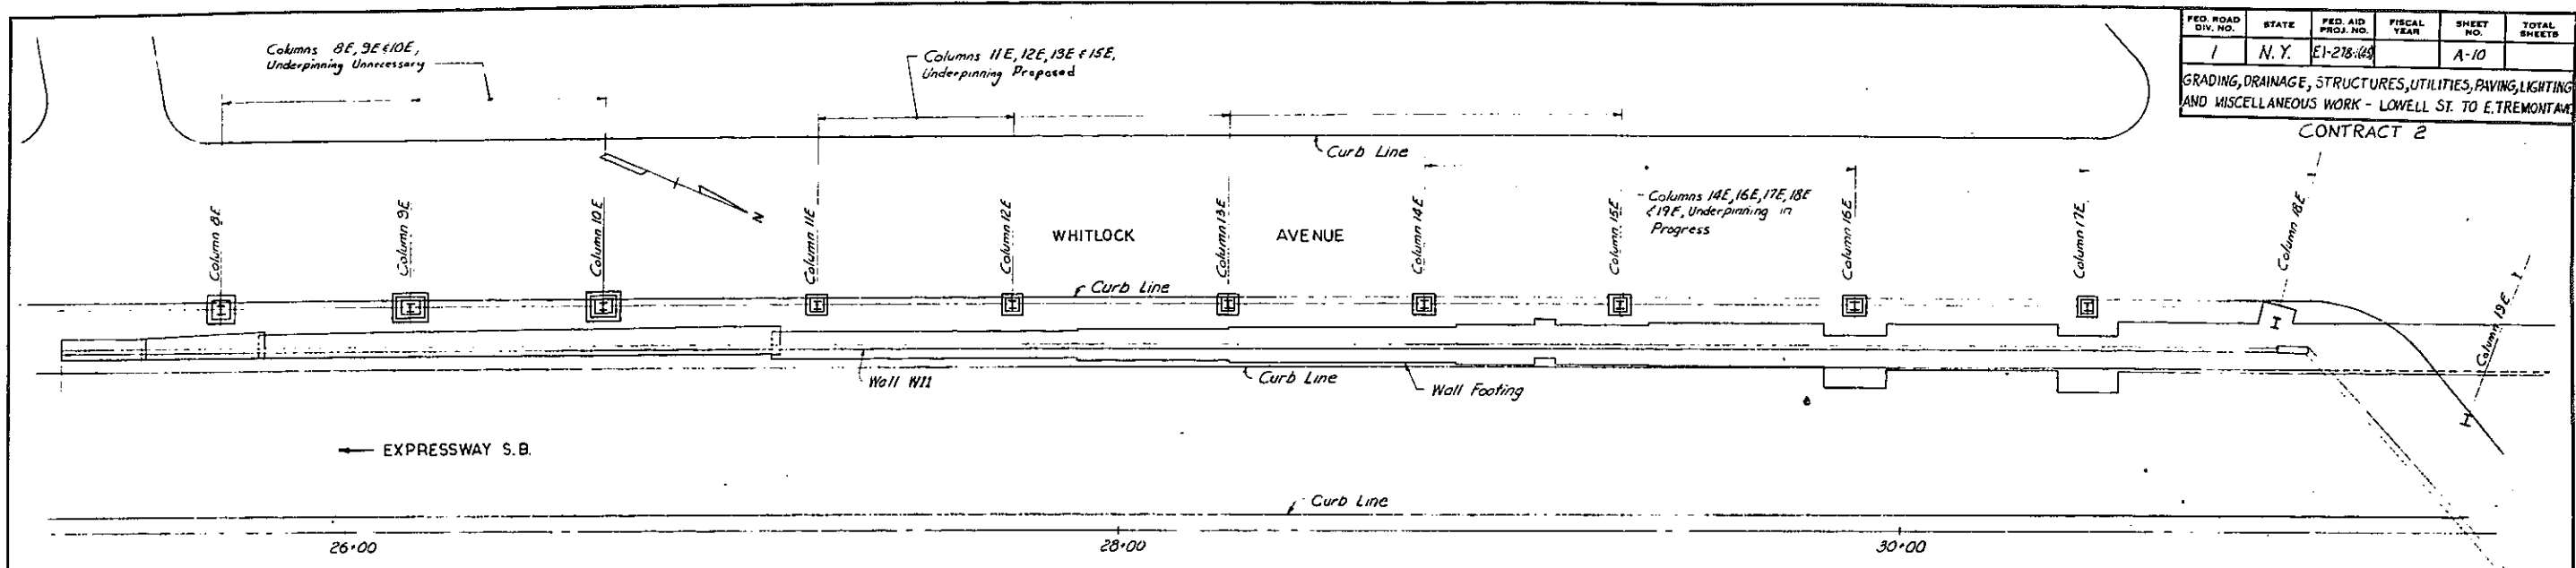 Columns 8E, 9E & 10E,
Underpinning Unnecessary
Columns 11E, 12E, 13E & 15E,
Underpinning Proposed
FED. ROAD DIV. NO.
STATE
FED. AID PROJ. NO.
FISCAL YEAR
SHEET NO.
TOTAL SHEETS
1
N.Y.
A-10
GRADING, DRAINAGE, STRUCTURES, UTILITIES, PAVING, LIGHTING
AND MISCELLANEOUS WORK - LOWELL ST. TO E. TREMONT AVE
CONTRACT 2
Curb Line
N
Columns 14E, 16E, 17E, 18E
& 19E, Underpinning in
Progress
Column 8E
Column 9E
Column 10E
Column 11E
Column 12E
WHITLOCK AVENUE
Column 13E
Column 14E
Column 15E
Column 16E
Column 17E
Column 18E
Column 19E
Curb Line
Wall W11
Curb Line
Wall Footing
EXPRESSWAY S.B.
Curb Line
26+00
28+00
30+00